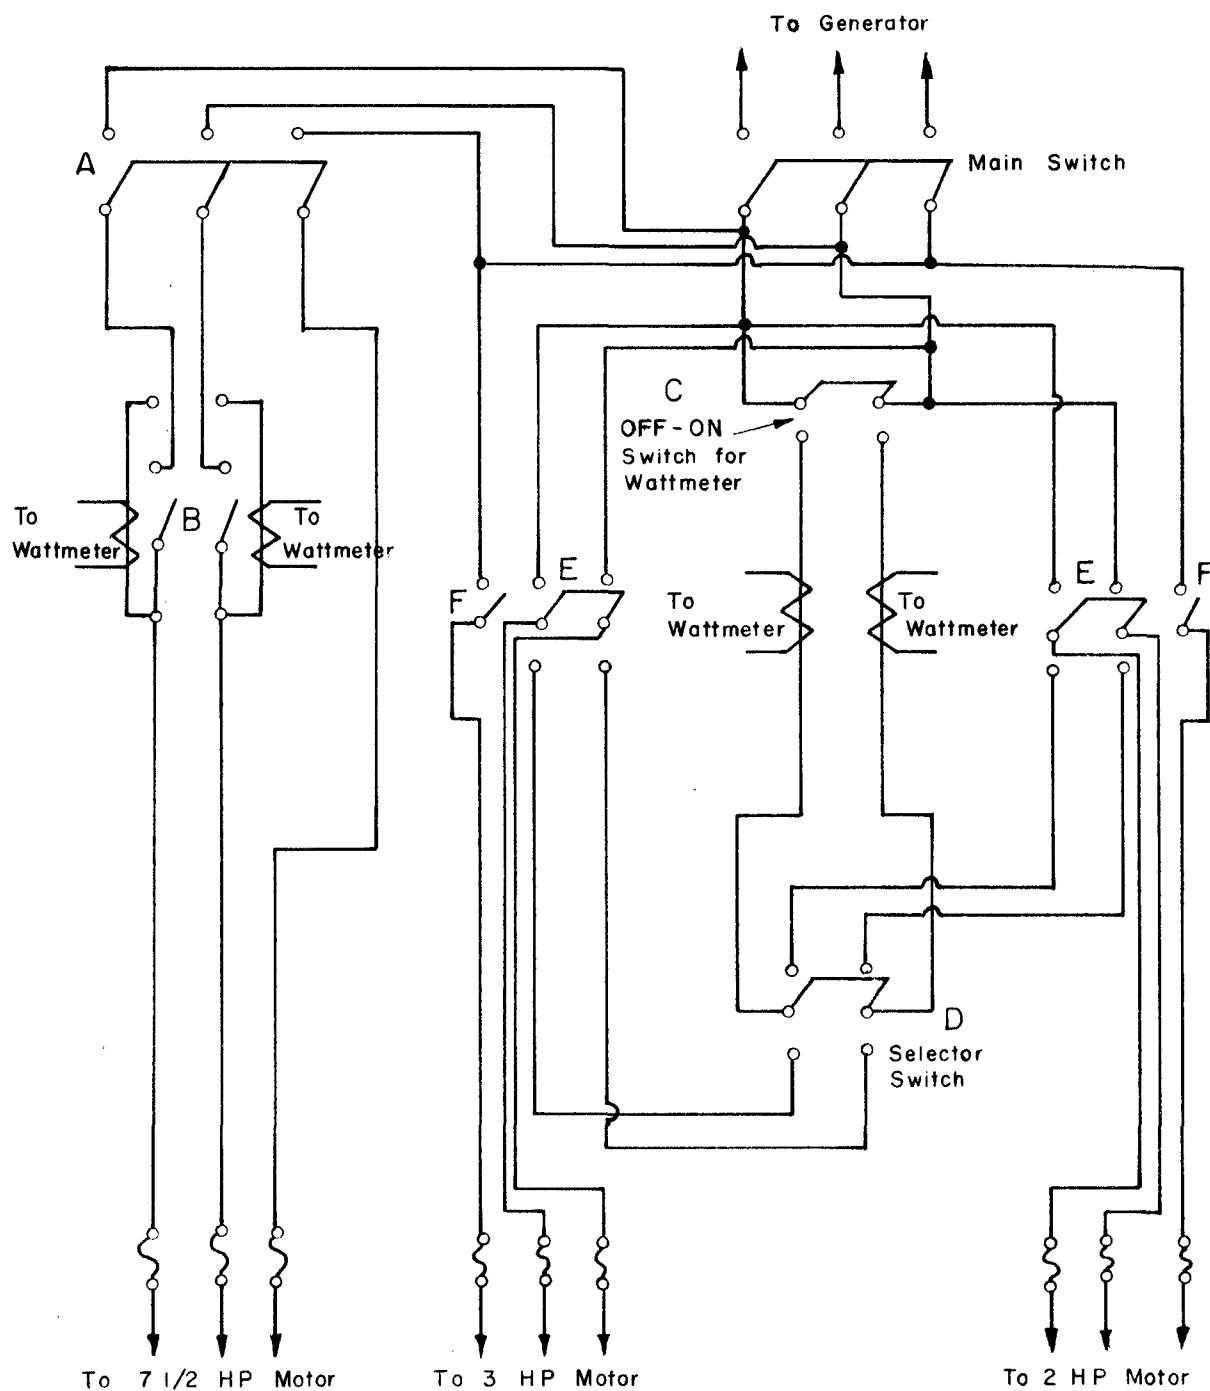 To Generator
A
Main Switch
C
OFF-ON
Switch for
Wattmeter
To
Wattmeter
B
To
Wattmeter
F
E
To
Wattmeter
To
Wattmeter
E
F
D
Selector
Switch
To 7 1/2 HP Motor
To 3 HP Motor
To 2 HP Motor